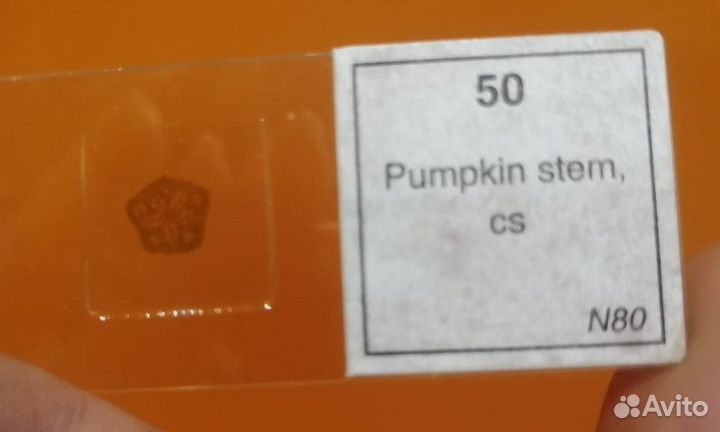 50
Pumpkin stem,
cs
N80
Avito